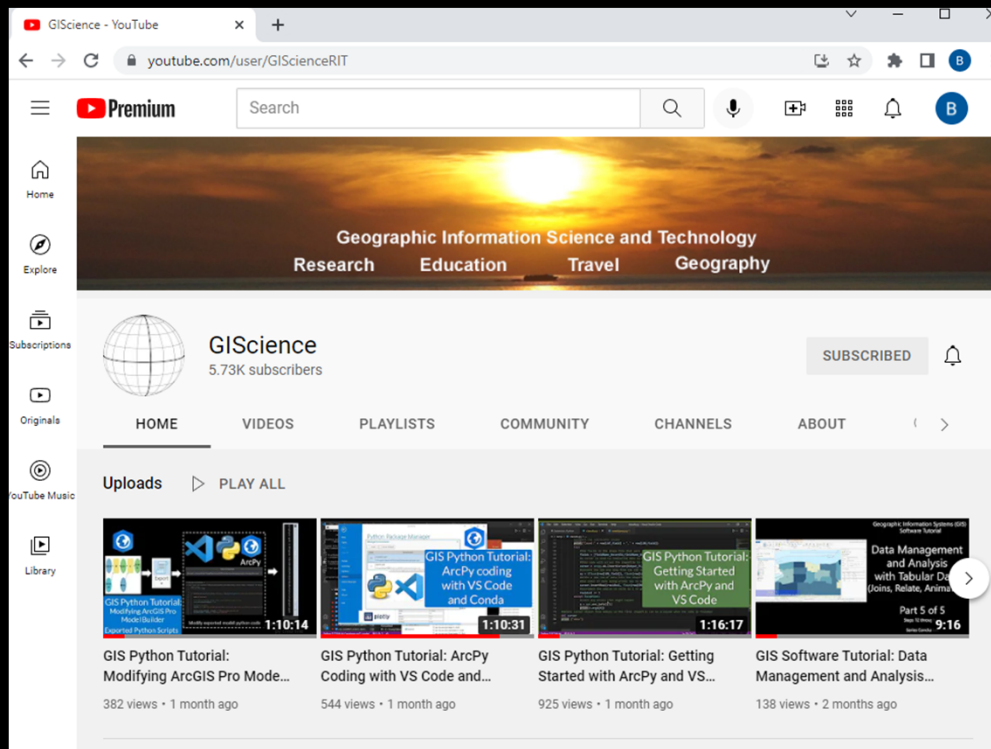 GIScience - YouTube
youtube.com/user/GIScienceRIT
B
Premium
Search
B
Geographic Information Science and Technology
Research Education Travel Geography
Home
Explore
Subscriptions
Originals
YouTube Music
Library
GIScience
5.73K subscribers
SUBSCRIBED
HOME VIDEOS PLAYLISTS COMMUNITY CHANNELS ABOUT
Uploads PLAY ALL
ArcPy
GIS Python Tutorial:
Modifying ArcGIS Pro
ModelBuilder
Exported Python Scripts
Modify exported model python code
1:10:14
Python Package Manager
GIS Python Tutorial:
ArcPy coding
with VS Code
and Conda
1:10:31
GIS Python Tutorial:
Getting Started
with ArcPy and
VS Code
1:16:17
Geographic Information Systems (GIS)
Software Tutorial
Data Management
and Analysis
with Tabular
(Joins, Relate,
Part 5 of 5
9:16
GIS Python Tutorial:
Modifying ArcGIS Pro Mode...
382 views • 1 month ago
GIS Python Tutorial: ArcPy
Coding with VS Code and...
544 views • 1 month ago
GIS Python Tutorial: Getting
Started with ArcPy and VS...
925 views • 1 month ago
GIS Software Tutorial: Data
Management and Analysis...
138 views • 2 months ago